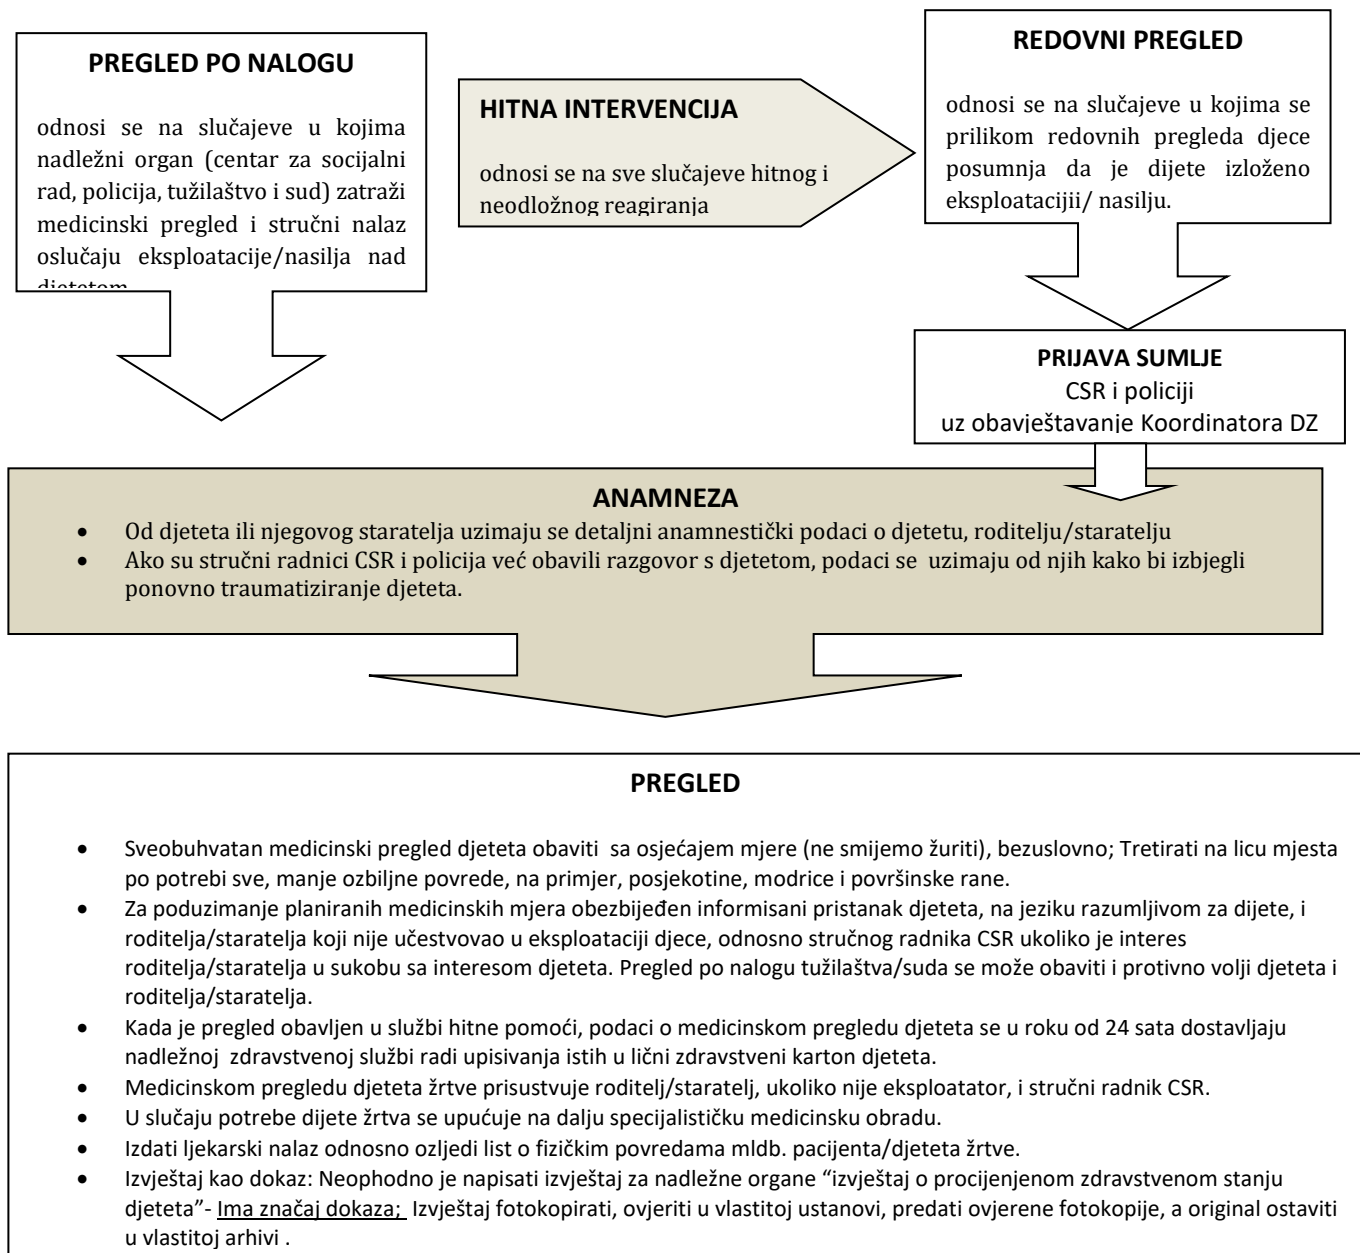 PREGLED PO NALOGU
odnosi se na slučajeve u kojima
nadležni organ (centar za socijalni
rad, policija, tužilaštvo i sud) zatraži
medicinski pregled i stručni nalaz
oslučaju eksploatacije/nasilja nad
djetetom
HITNA INTERVENCIJA
odnosi se na sve slučajeve hitnog i
neodložnog reagiranja
REDOVNI PREGLED
odnosi se na slučajeve u kojima se
prilikom redovnih pregleda djece
posumnja da je dijete izloženo
eksploatacijii/ nasilju.
PRIJAVA SUMLJE
CSR i policiji
uz obavještavanje Koordinatora DZ
ANAMNEZA
• Od djeteta ili njegovog staratelja uzimaju se detaljni anamnestički podaci o djetetu, roditelju/staratelju
• Ako su stručni radnici CSR i policija već obavili razgovor s djetetom, podaci se uzimaju od njih kako bi izbjegli
ponovno traumatiziranje djeteta.
PREGLED
• Sveobuhvatan medicinski pregled djeteta obaviti sa osjećajem mjere (ne smijemo žuriti), bezuslovno; Tretirati na licu mjesta
po potrebi sve, manje ozbiljne povrede, na primjer, posjekotine, modrice i površinske rane.
• Za poduzimanje planiranih medicinskih mjera obezbijeđen informisani pristanak djeteta, na jeziku razumljivom za dijete, i
roditelja/staratelja koji nije učestvovao u eksploataciji djece, odnosno stručnog radnika CSR ukoliko je interes
roditelja/staratelja u sukobu sa interesom djeteta. Pregled po nalogu tužilaštva/suda se može obaviti i protivno volji djeteta i
roditelja/staratelja.
• Kada je pregled obavljen u službi hitne pomoći, podaci o medicinskom pregledu djeteta se u roku od 24 sata dostavljaju
nadležnoj zdravstvenoj službi radi upisivanja istih u lični zdravstveni karton djeteta.
• Medicinskom pregledu djeteta žrtve prisustvuje roditelj/staratelj, ukoliko nije eksploatator, i stručni radnik CSR.
• U slučaju potrebe dijete žrtva se upućuje na dalju specijalističku medicinsku obradu.
• Izdati ljekarski nalaz odnosno ozljedi list o fizičkim povredama mldb. pacijenta/djeteta žrtve.
• Izvještaj kao dokaz: Neophodno je napisati izvještaj za nadležne organe “izvještaj o procijenjenom zdravstvenom stanju
djeteta”- Ima značaj dokaza; Izvještaj fotokopirati, ovjeriti u vlastitoj ustanovi, predati ovjerene fotokopije, a original ostaviti
u vlastitoj arhivi .